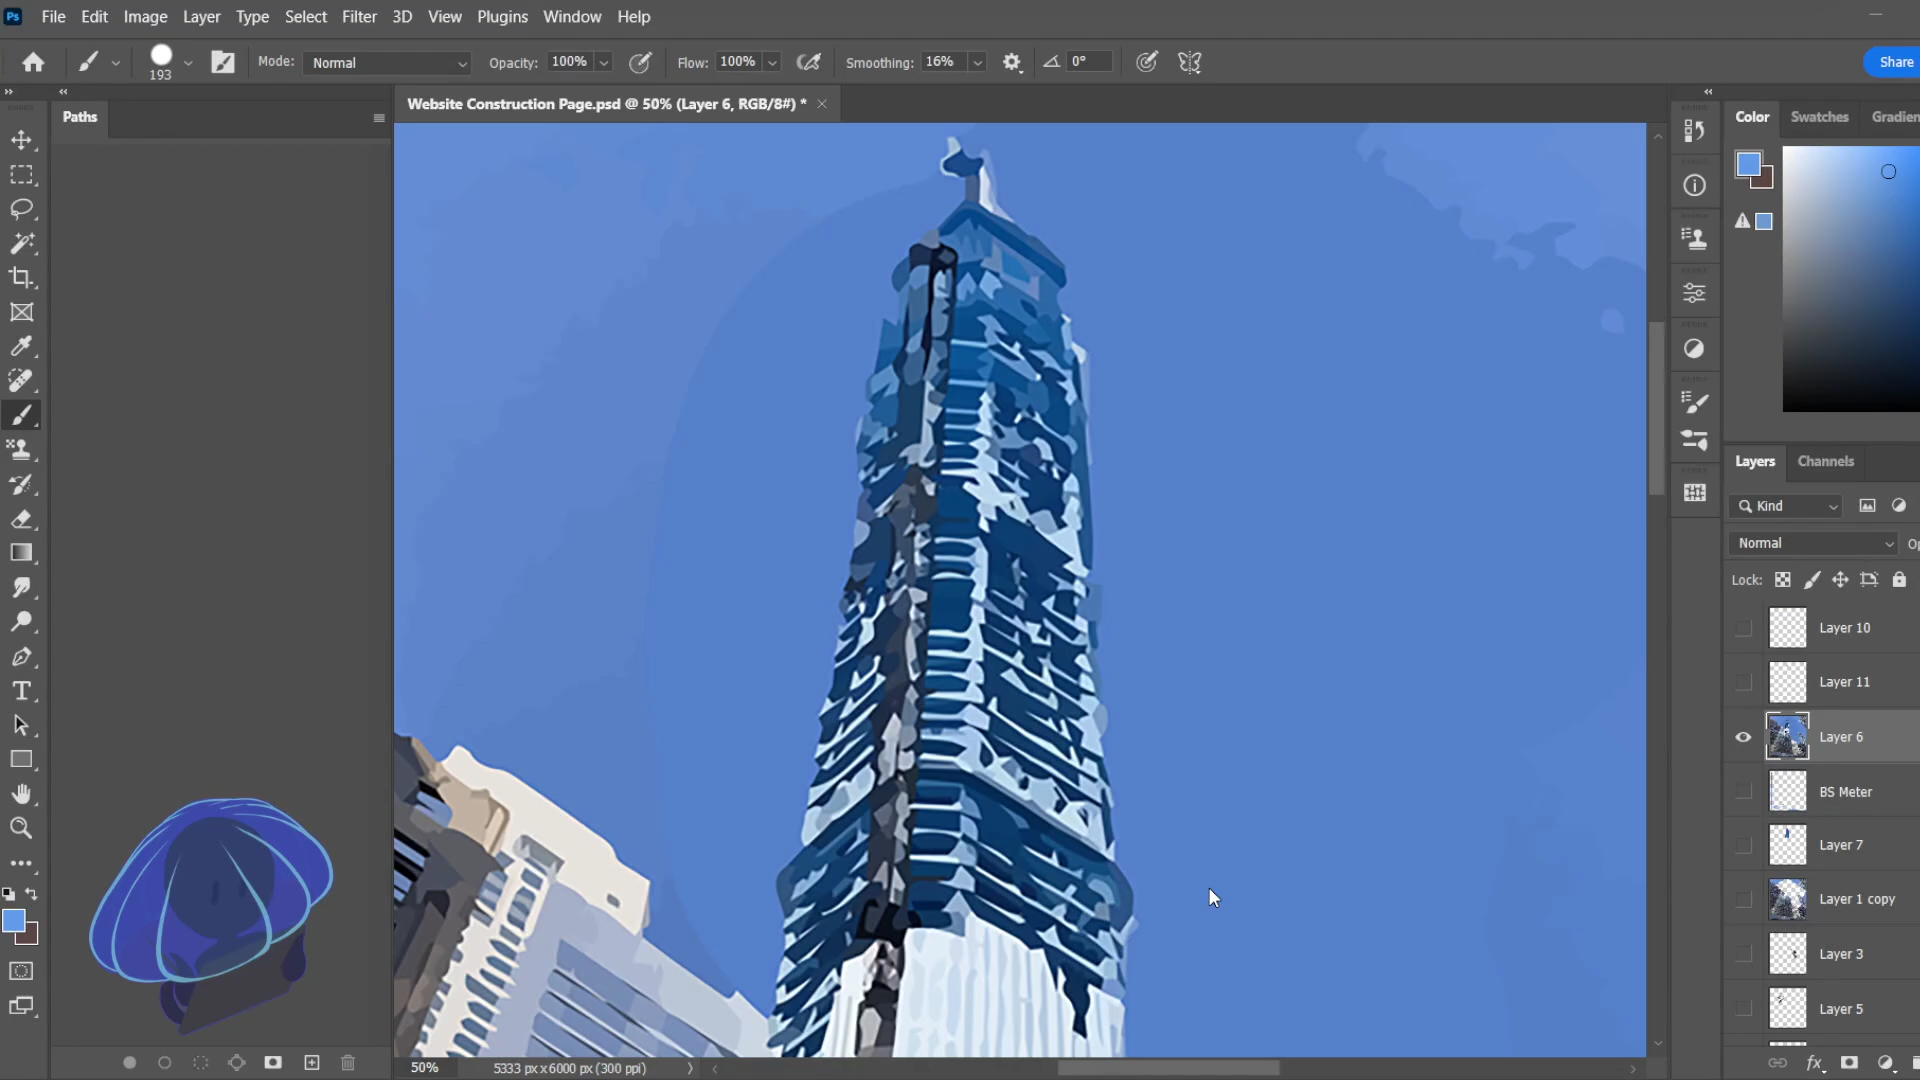 Ps File Edit Image Layer Type Select Filter 3D View Plugins Window Help
193 Mode: Normal Opacity: 100% Flow: 100% Smoothing: 16% 0° Share
Paths
Website Construction Page.psd @ 50% (Layer 6, RGB/8#) *
Color Swatches Gradien
Layers Channels
Kind
Normal Op
Lock:
Layer 10
Layer 11
Layer 6
BS Meter
Layer 7
Layer 1 copy
Layer 3
Layer 5
50% 5333 px x 6000 px (300 ppi)
fx